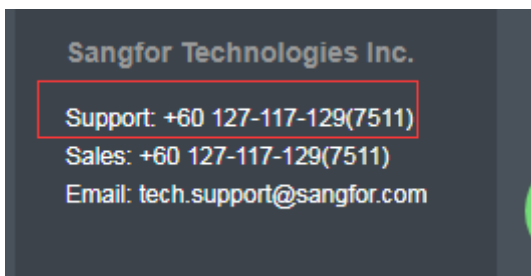 Sangfor Technologies Inc.
Support: +60 127-117-129(7511)
Sales: +60 127-117-129(7511)
Email: tech.support@sangfor.com